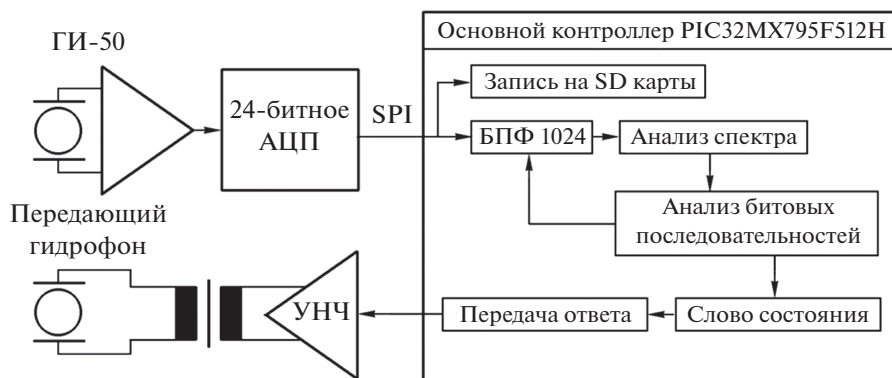 ГИ-50
Основной контроллер PIC32MX795F512H
Запись на SD карты
24-битное
АЦП
SPI
БПФ 1024
Анализ спектра
Анализ битовых
последовательностей
Передающий
гидрофон
УНЧ
Передача ответа
Слово состояния